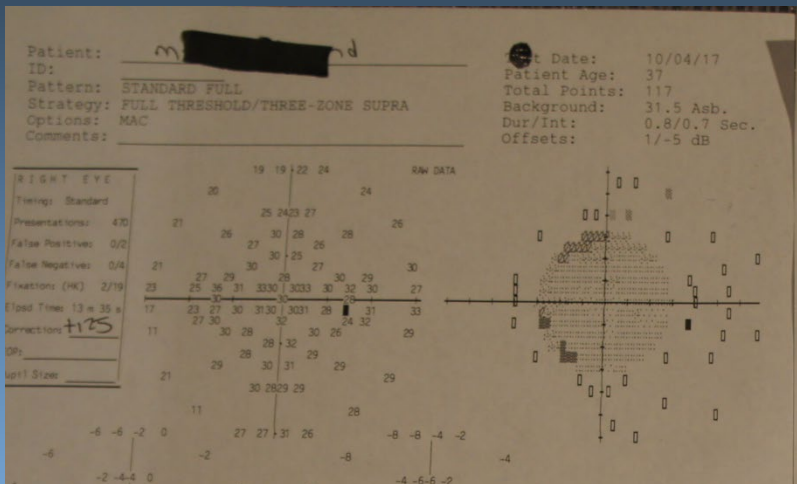 Patient:
ID:
Pattern: STANDARD FULL
Strategy: FULL THRESHOLD/THREE-ZONE SUPRA
Options: MAC
Comments:
Date: 10/04/17
Patient Age: 37
Total Points: 117
Background: 31.5 Asb.
Dur/Int: 0.8/0.7 Sec.
Offsets: 1/-5 dB
RIGHT EYE
Timing: Standard
Presentations: 470
False Positive: 0/2
False Negative: 0/4
Fixation: (HK) 2/19
Elpsd Time: 13 m 35 s
Correction: +125
Pupil Size:
RAW DATA
19 19 22 24
20 24
25 24 23 27
21 26
26 30 28 28
27 26
30 25
21 30 29 30
27 29 28 32 29
23 25 36 31 33 30 30 33 30 32 30 27
30 30 28
17 23 27 28 31 30 30 31 28 31 33
27 30 32 24 32
11 30 28 30 28 26
28 32
29 30 31 29
21 29
30 28 29 29
11 28
27 27 31 26
-6 -6 -2 0 -8 -8 -4 -2
-6 -2 -8 -4
-2 -4 -4 0 -4 -6 -6 -2